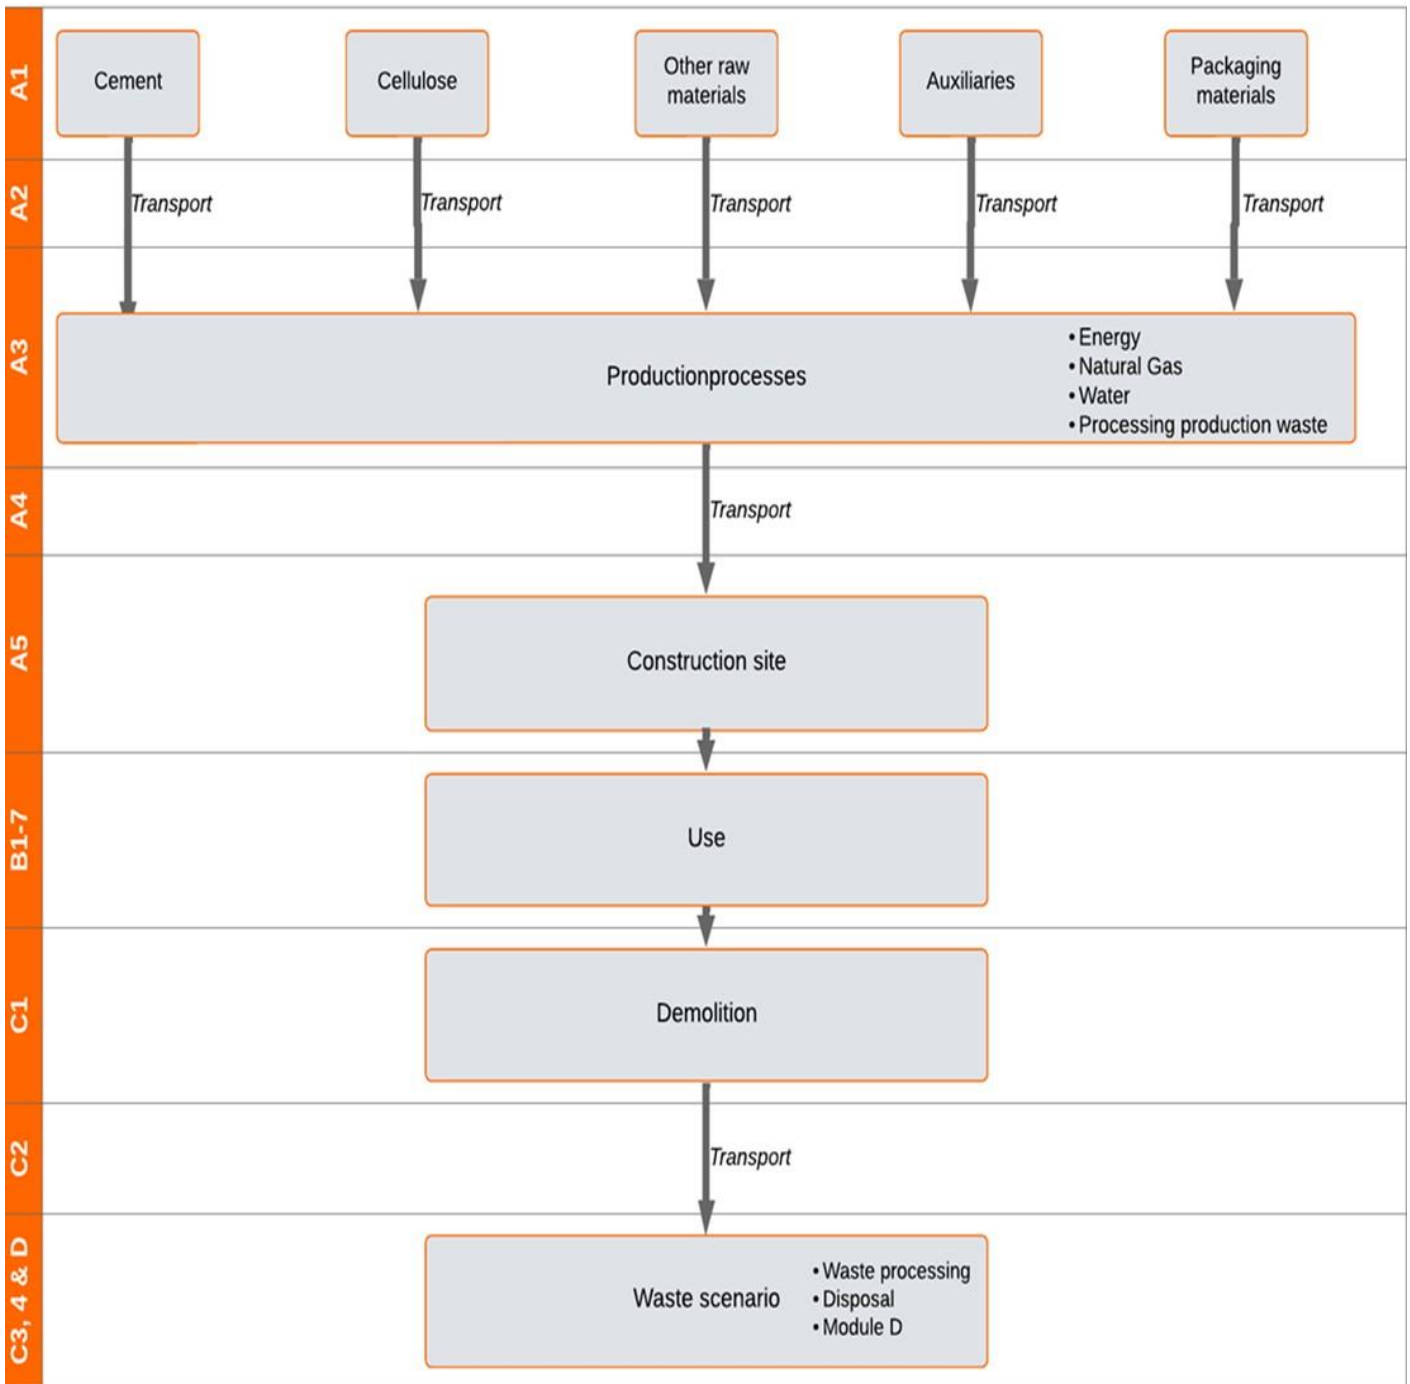 A1
Cement
Cellulose
Other raw
materials
Auxiliaries
Packaging
materials
A2
Transport
Transport
Transport
Transport
Transport
A3
Productionprocesses
• Energy
• Natural Gas
• Water
• Processing production waste
A4
Transport
A5
Construction site
B1-7
Use
C1
Demolition
C2
Transport
C3, 4 & D
Waste scenario
• Waste processing
• Disposal
• Module D